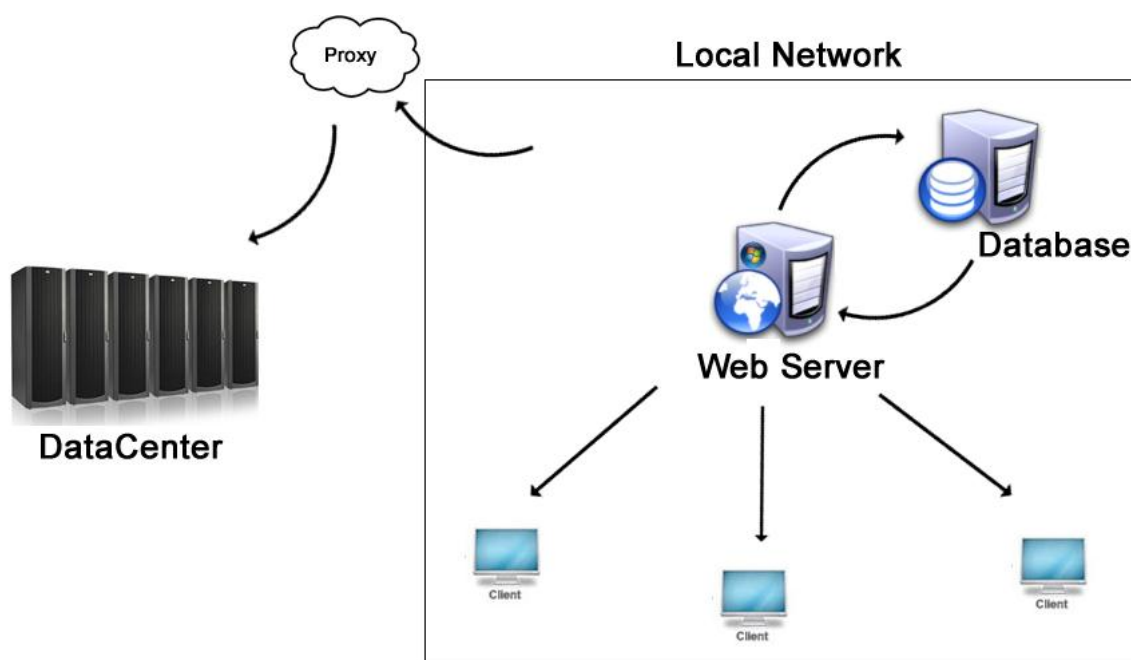 Proxy
Local Network
Database
Web Server
DataCenter
Client
Client
Client